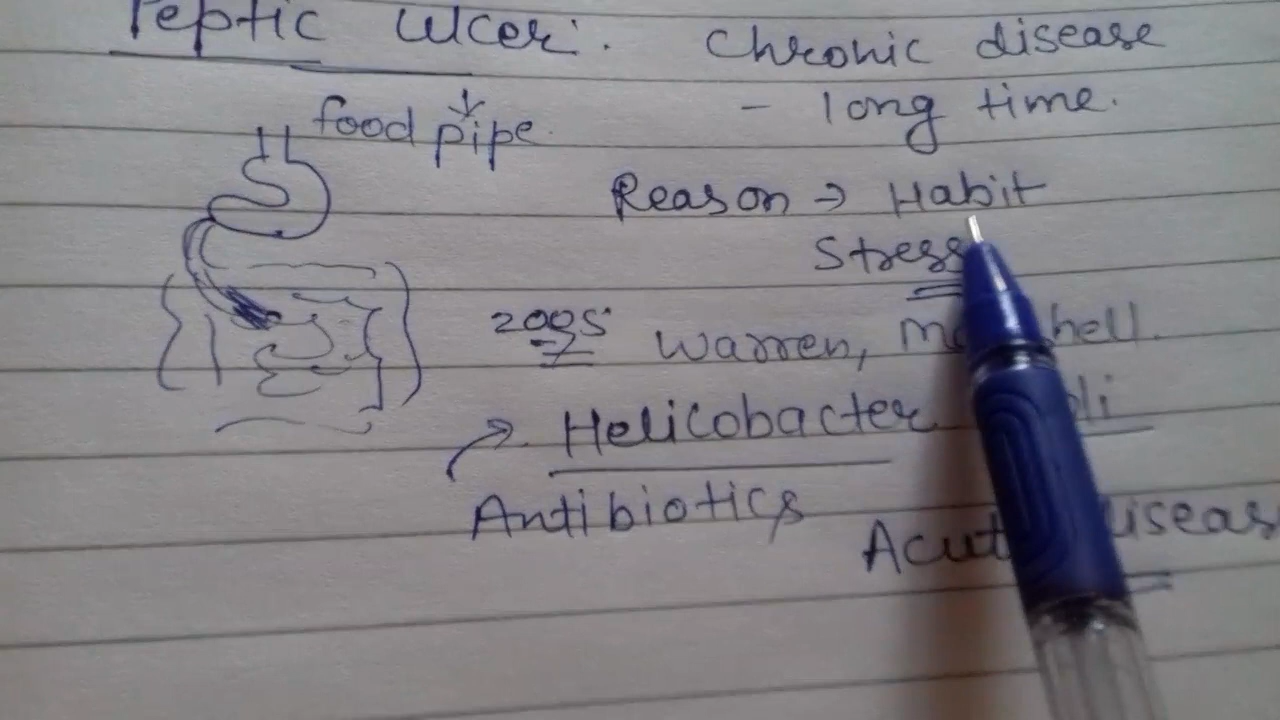 Peptic Ulcer:
Chronic disease
- long time.
food pipe.
Reason → Habit
Stress
2005
Warren,
Helicobacter
Antibiotics